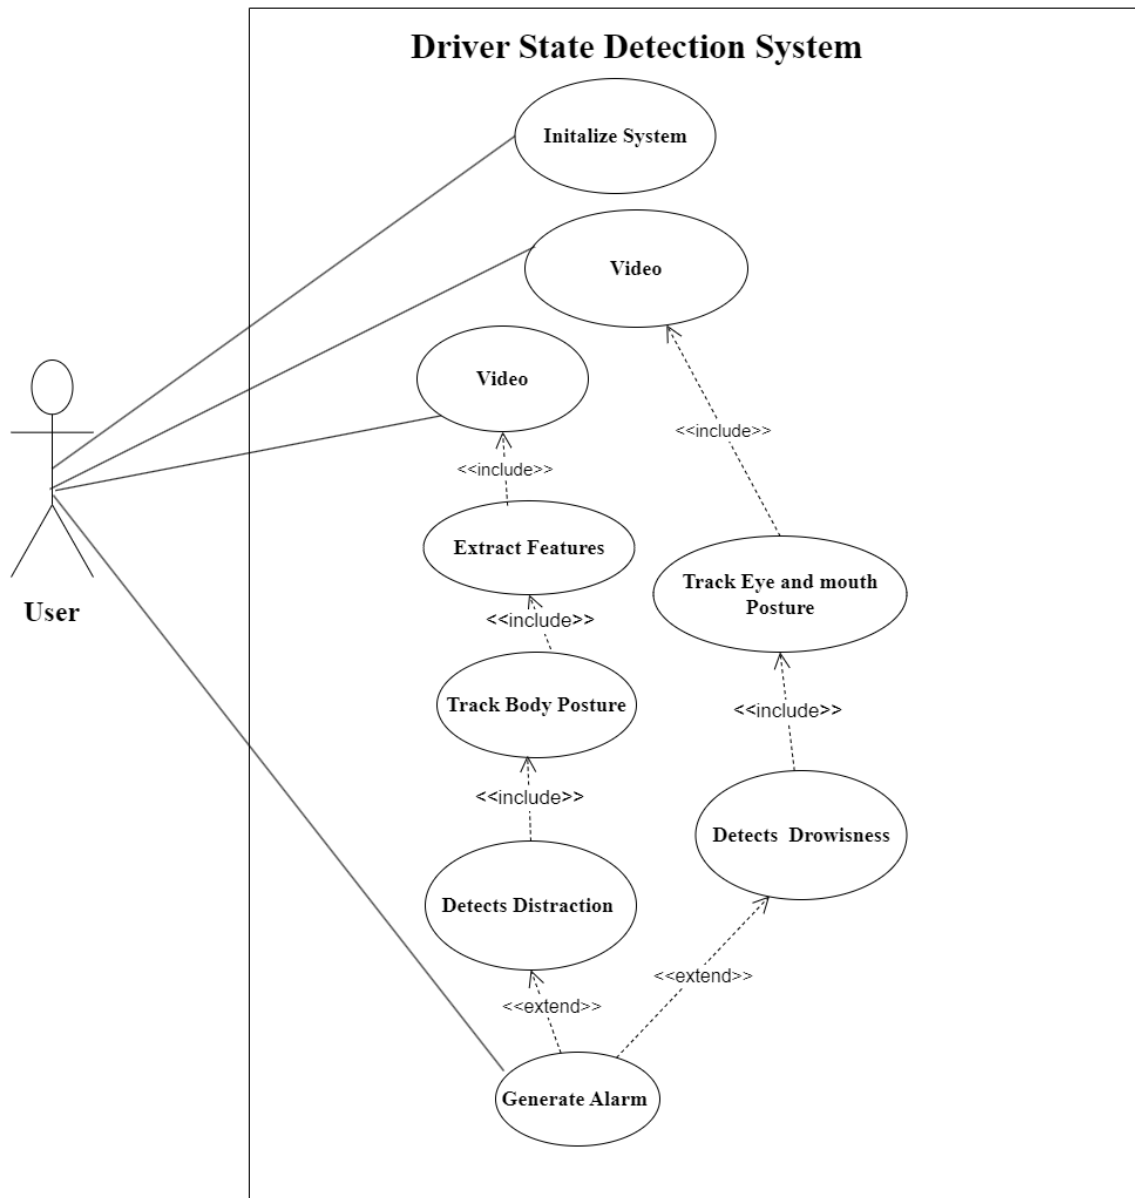 Driver State Detection System
Initalize System
Video
Video
<<include>>
<<include>>
Extract Features
Track Eye and mouth
Posture
User
<<include>>
Track Body Posture
<<include>>
<<include>>
Detects Drowisness
Detects Distraction
<<extend>>
<<extend>>
Generate Alarm